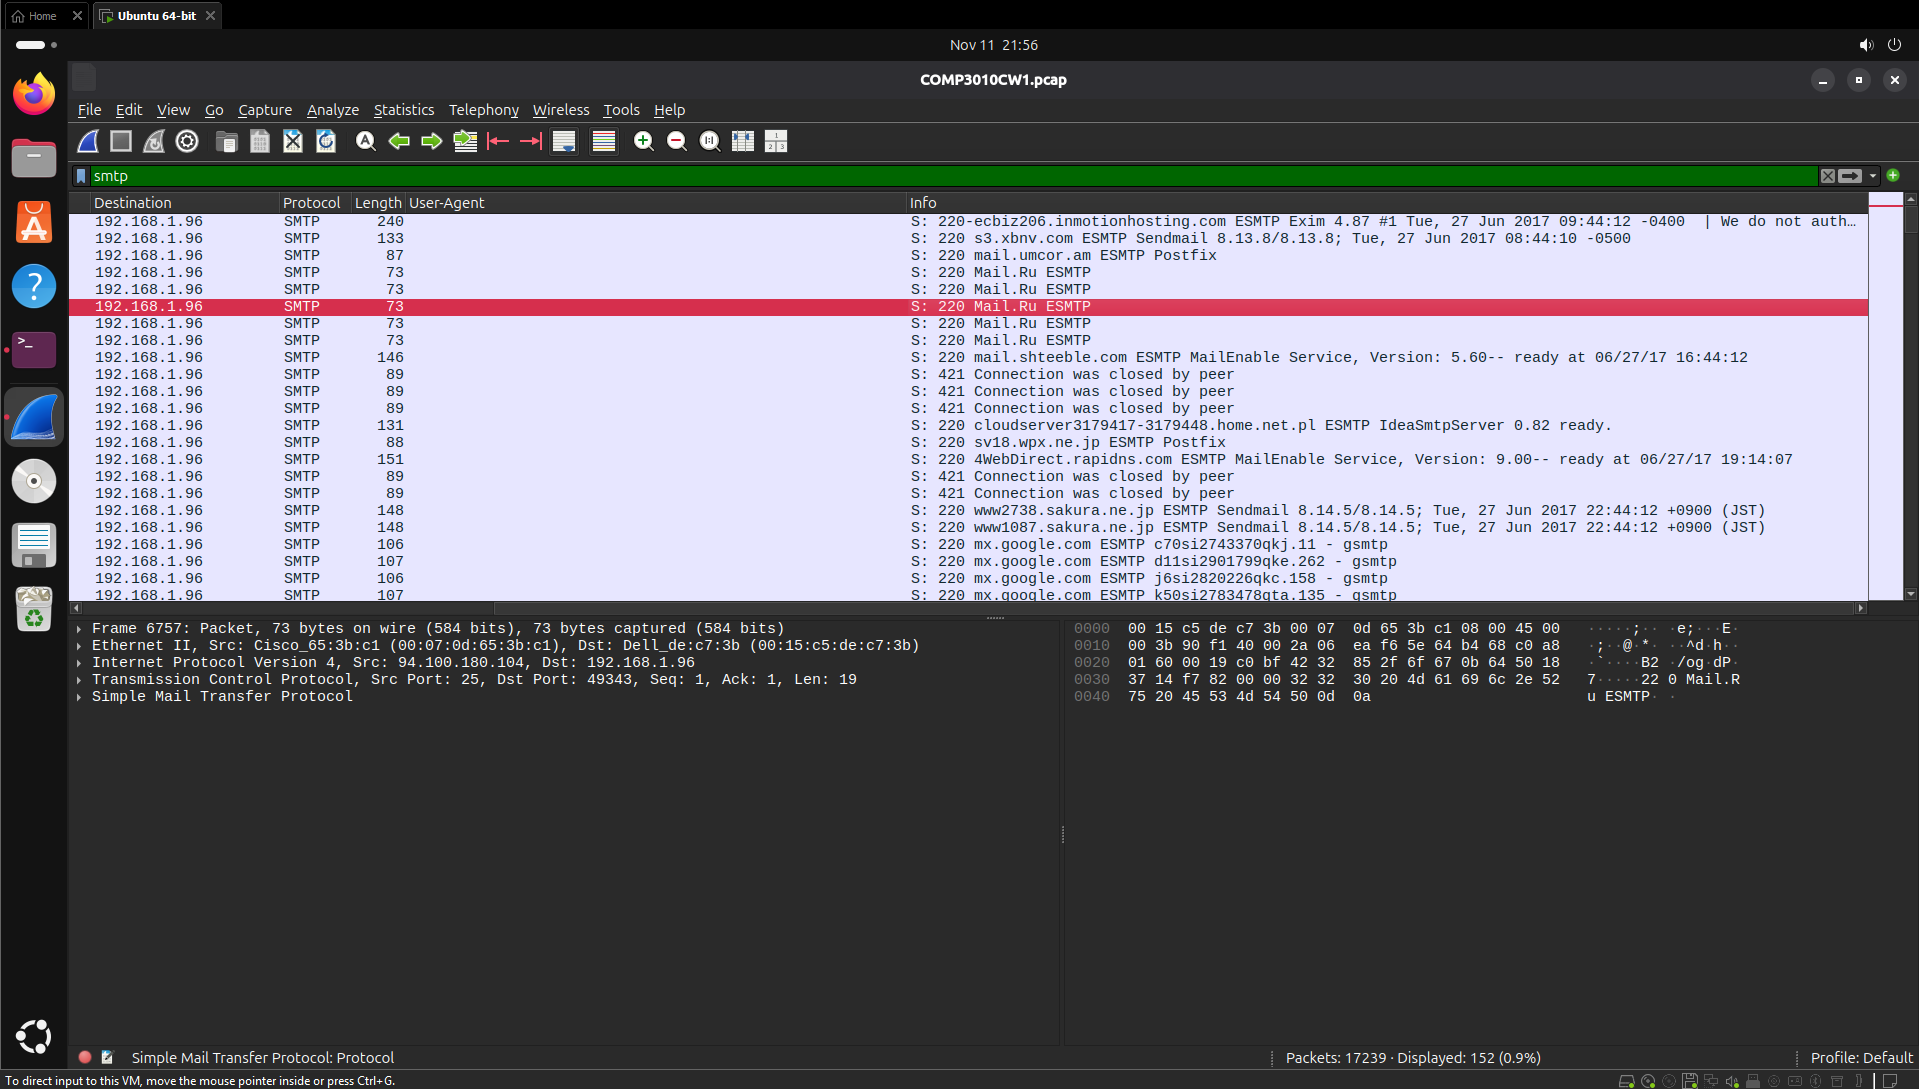 Home
Ubuntu 64-bit
Nov 11 21:56
COMP3010CW1.pcap
File Edit View Go Capture Analyze Statistics Telephony Wireless Tools Help
smtp
Destination Protocol Length User-Agent Info
192.168.1.96 SMTP 240 S: 220-ecbiz206.inmotionhosting.com ESMTP Exim 4.87 #1 Tue, 27 Jun 2017 09:44:12 -0400 | We do not auth…
192.168.1.96 SMTP 133 S: 220 s3.xbnv.com ESMTP Sendmail 8.13.8/8.13.8; Tue, 27 Jun 2017 08:44:10 -0500
192.168.1.96 SMTP 87 S: 220 mail.umcor.am ESMTP Postfix
192.168.1.96 SMTP 73 S: 220 Mail.Ru ESMTP
192.168.1.96 SMTP 73 S: 220 Mail.Ru ESMTP
192.168.1.96 SMTP 73 S: 220 Mail.Ru ESMTP
192.168.1.96 SMTP 73 S: 220 Mail.Ru ESMTP
192.168.1.96 SMTP 73 S: 220 Mail.Ru ESMTP
192.168.1.96 SMTP 146 S: 220 mail.shteeble.com ESMTP MailEnable Service, Version: 5.60-- ready at 06/27/17 16:44:12
192.168.1.96 SMTP 89 S: 421 Connection was closed by peer
192.168.1.96 SMTP 89 S: 421 Connection was closed by peer
192.168.1.96 SMTP 89 S: 421 Connection was closed by peer
192.168.1.96 SMTP 131 S: 220 cloudserver3179417-3179448.home.net.pl ESMTP IdeaSmtpServer 0.82 ready.
192.168.1.96 SMTP 88 S: 220 sv18.wpx.ne.jp ESMTP Postfix
192.168.1.96 SMTP 151 S: 220 4WebDirect.rapidns.com ESMTP MailEnable Service, Version: 9.00-- ready at 06/27/17 19:14:07
192.168.1.96 SMTP 89 S: 421 Connection was closed by peer
192.168.1.96 SMTP 89 S: 421 Connection was closed by peer
192.168.1.96 SMTP 148 S: 220 www2738.sakura.ne.jp ESMTP Sendmail 8.14.5/8.14.5; Tue, 27 Jun 2017 22:44:12 +0900 (JST)
192.168.1.96 SMTP 148 S: 220 www1087.sakura.ne.jp ESMTP Sendmail 8.14.5/8.14.5; Tue, 27 Jun 2017 22:44:12 +0900 (JST)
192.168.1.96 SMTP 106 S: 220 mx.google.com ESMTP c70si2743370qkj.11 - gsmtp
192.168.1.96 SMTP 107 S: 220 mx.google.com ESMTP d11si2901799qke.262 - gsmtp
192.168.1.96 SMTP 106 S: 220 mx.google.com ESMTP j6si2820226qkc.158 - gsmtp
192.168.1.96 SMTP 107 S: 220 mx.google.com ESMTP k50si2783478qta.135 - gsmtp
Frame 6757: Packet, 73 bytes on wire (584 bits), 73 bytes captured (584 bits)
Ethernet II, Src: Cisco_65:3b:c1 (00:07:0d:65:3b:c1), Dst: Dell_de:c7:3b (00:15:c5:de:c7:3b)
Internet Protocol Version 4, Src: 94.100.180.104, Dst: 192.168.1.96
Transmission Control Protocol, Src Port: 25, Dst Port: 49343, Seq: 1, Ack: 1, Len: 19
Simple Mail Transfer Protocol
0000 00 15 c5 de c7 3b 00 07 0d 65 3b c1 08 00 45 00 ·····;·· ·e;···E·
0010 00 3b 90 f1 40 00 2a 06 ea f6 5e 64 b4 68 c0 a8 ·;··@·*· ··^d·h··
0020 01 60 00 19 c0 bf 42 32 85 2f 6f 67 0b 64 50 18 ·`····B2 ·/og·dP·
0030 37 14 f7 82 00 00 32 32 30 20 4d 61 69 6c 2e 52 7·····22 0 Mail.R
0040 75 20 45 53 4d 54 50 0d 0a u ESMTP· ·
Simple Mail Transfer Protocol: Protocol
Packets: 17239 · Displayed: 152 (0.9%)
Profile: Default
To direct input to this VM, move the mouse pointer inside or press Ctrl+G.